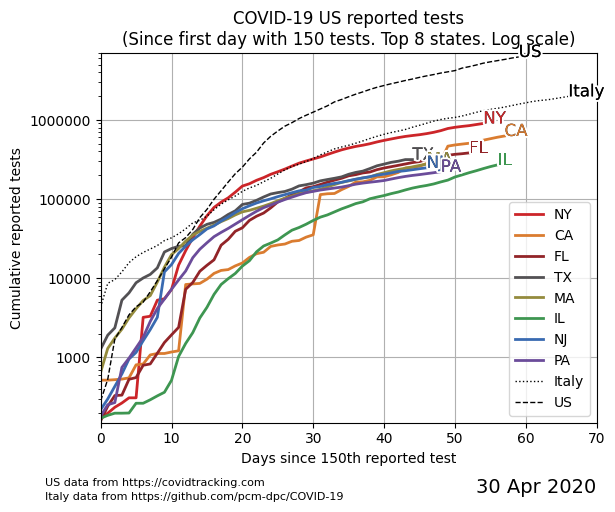 COVID-19 US reported tests
(Since first day with 150 tests. Top 8 states. Log scale)
US
Italy
NY
CA
FL
TX
MA
NJ
PA
IL
1000000
100000
10000
1000
Cumulative reported tests
NY
CA
FL
TX
MA
IL
NJ
PA
Italy
US
0 10 20 30 40 50 60 70
Days since 150th reported test
US data from https://covidtracking.com
Italy data from https://github.com/pcm-dpc/COVID-19
30 Apr 2020